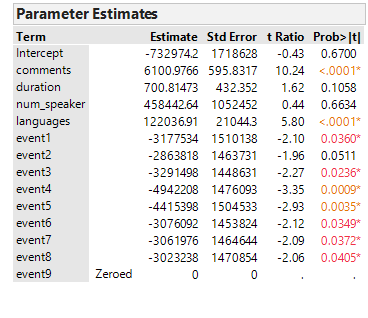 Parameter Estimates
Term Estimate Std Error t Ratio Prob>|t|
Intercept -732974.2 1718628 -0.43 0.6700
comments 6100.9766 595.8317 10.24 <.0001*
duration 700.81473 432.352 1.62 0.1058
num_speaker 458442.64 1052452 0.44 0.6634
languages 122036.91 21044.3 5.80 <.0001*
event1 -3177534 1510138 -2.10 0.0360*
event2 -2863818 1463731 -1.96 0.0511
event3 -3291498 1448631 -2.27 0.0236*
event4 -4942208 1476093 -3.35 0.0009*
event5 -4415398 1504533 -2.93 0.0035*
event6 -3076092 1453824 -2.12 0.0349*
event7 -3061976 1464644 -2.09 0.0372*
event8 -3023238 1470854 -2.06 0.0405*
event9 Zeroed 0 0 . .